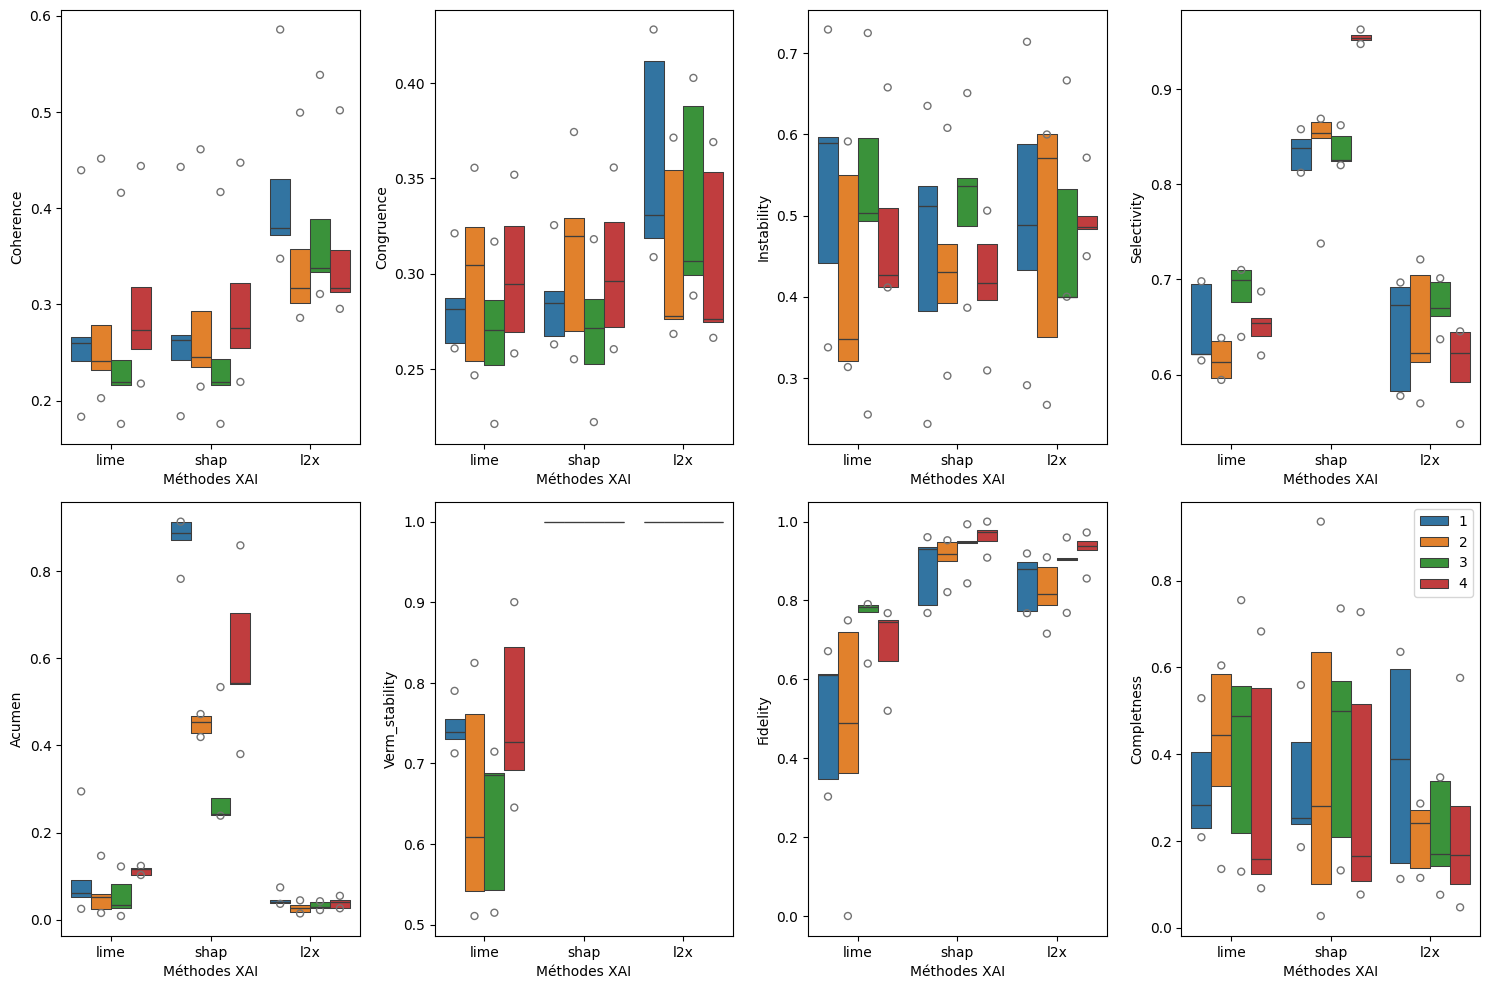 Coherence
0.6
0.5
0.4
0.3
0.2
lime shap l2x
Méthodes XAI
Congruence
0.40
0.35
0.30
0.25
lime shap l2x
Méthodes XAI
Instability
0.7
0.6
0.5
0.4
0.3
lime shap l2x
Méthodes XAI
Selectivity
0.9
0.8
0.7
0.6
lime shap l2x
Méthodes XAI
Acumen
0.8
0.6
0.4
0.2
0.0
lime shap l2x
Méthodes XAI
Verm_stability
1.0
0.9
0.8
0.7
0.6
0.5
lime shap l2x
Méthodes XAI
Fidelity
1.0
0.8
0.6
0.4
0.2
0.0
lime shap l2x
Méthodes XAI
Completness
0.8
0.6
0.4
0.2
0.0
lime shap l2x
Méthodes XAI
1
2
3
4